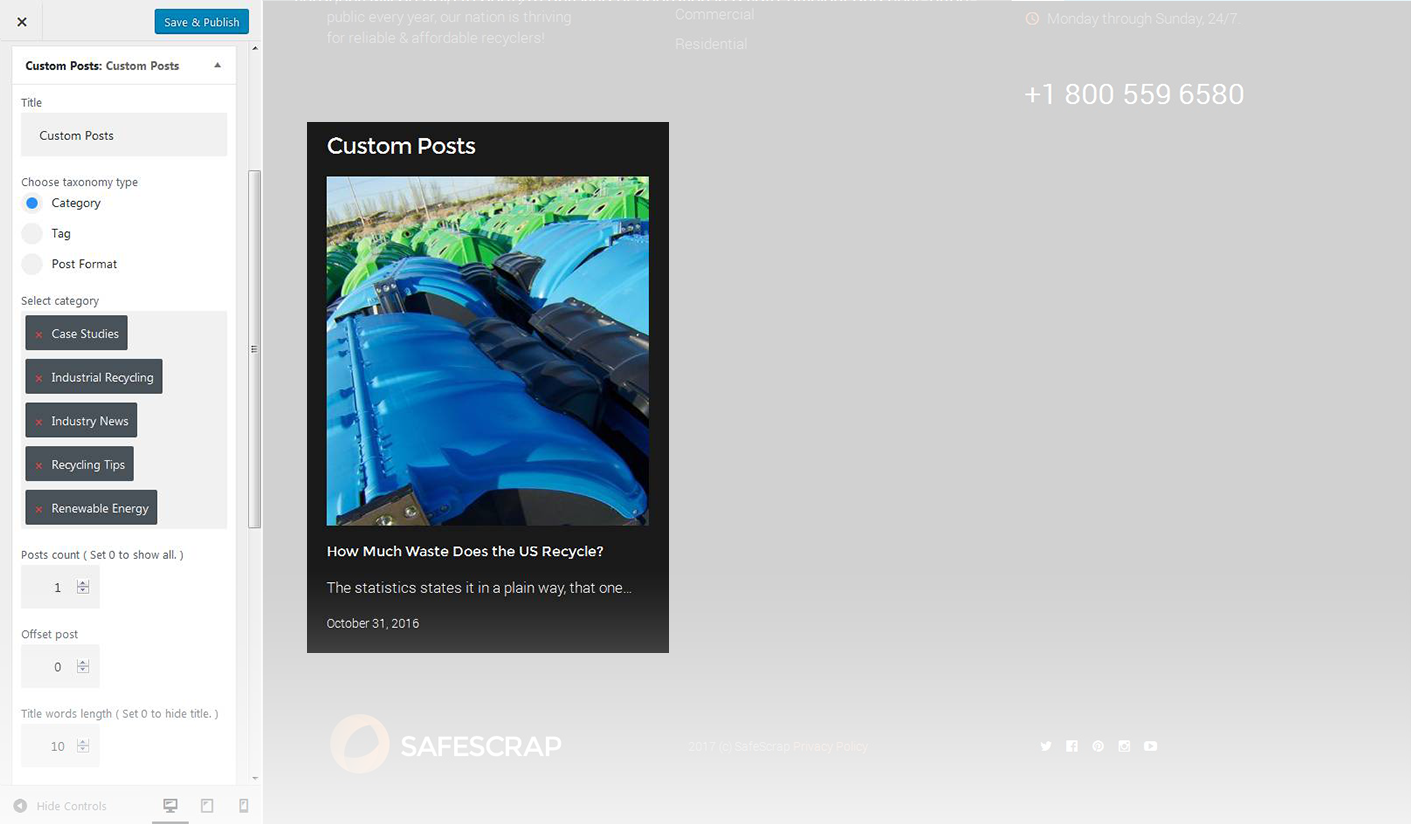 Save & Publish
Custom Posts: Custom Posts
Title
Custom Posts
Choose taxonomy type
Category
Tag
Post Format
Select category
× Case Studies
× Industrial Recycling
× Industry News
× Recycling Tips
× Renewable Energy
Posts count ( Set 0 to show all. )
1
Offset post
0
Title words length ( Set 0 to hide title. )
10
Hide Controls
public every year, our nation is thriving
for reliable & affordable recyclers!
Commercial
Residential
Monday through Sunday, 24/7
+1 800 559 6580
Custom Posts
How Much Waste Does the US Recycle?
The statistics states it in a plain way, that one...
October 31, 2016
SAFESCRAP
2017 (c) SafeScrap Privacy Policy